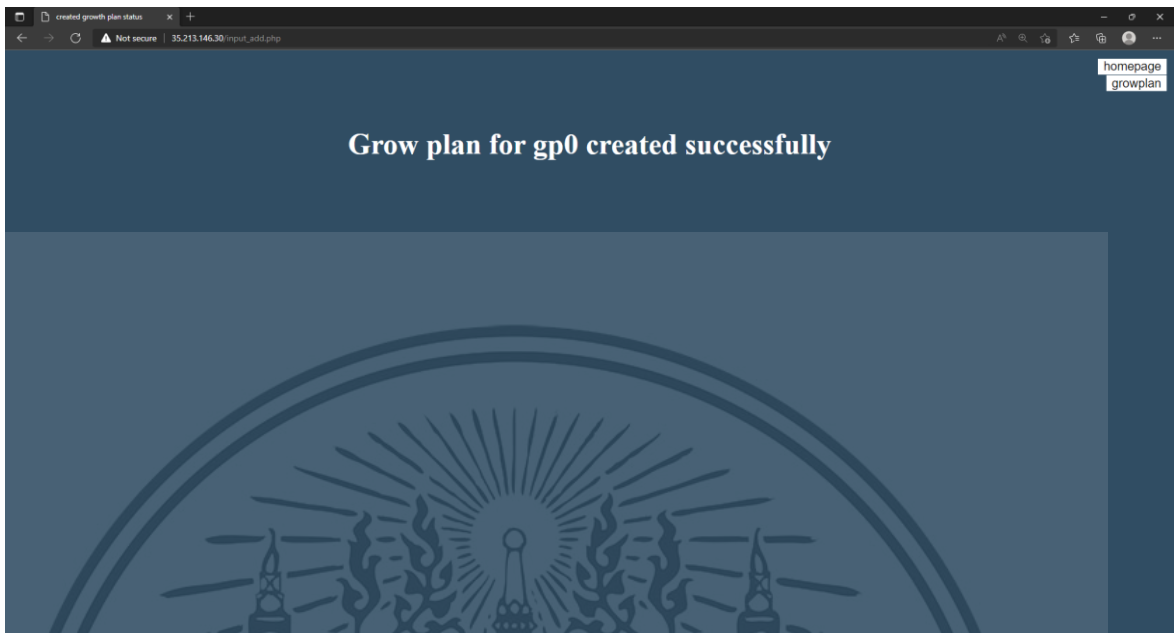 created growth plan status
Not secure | 35.213.146.30/input_add.php
homepage
growplan
Grow plan for gp0 created successfully